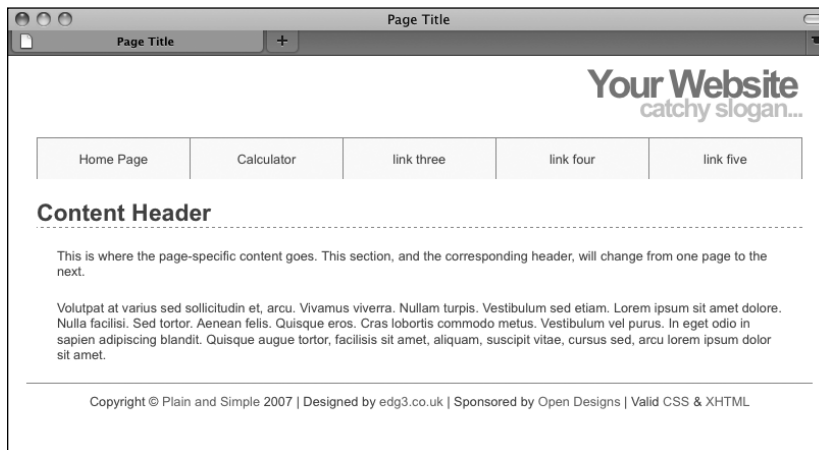 Page Title
Page Title +
Your Website
catchy slogan...
Home Page Calculator link three link four link five
Content Header
This is where the page-specific content goes. This section, and the corresponding header, will change from one page to the
next.
Volutpat at varius sed sollicitudin et, arcu. Vivamus viverra. Nullam turpis. Vestibulum sed etiam. Lorem ipsum sit amet dolore.
Nulla facilisi. Sed tortor. Aenean felis. Quisque eros. Cras lobortis commodo metus. Vestibulum vel purus. In eget odio in
sapien adipiscing blandit. Quisque augue tortor, facilisis sit amet, aliquam, suscipit vitae, cursus sed, arcu lorem ipsum dolor
sit amet.
Copyright © Plain and Simple 2007 | Designed by edg3.co.uk | Sponsored by Open Designs | Valid CSS & XHTML